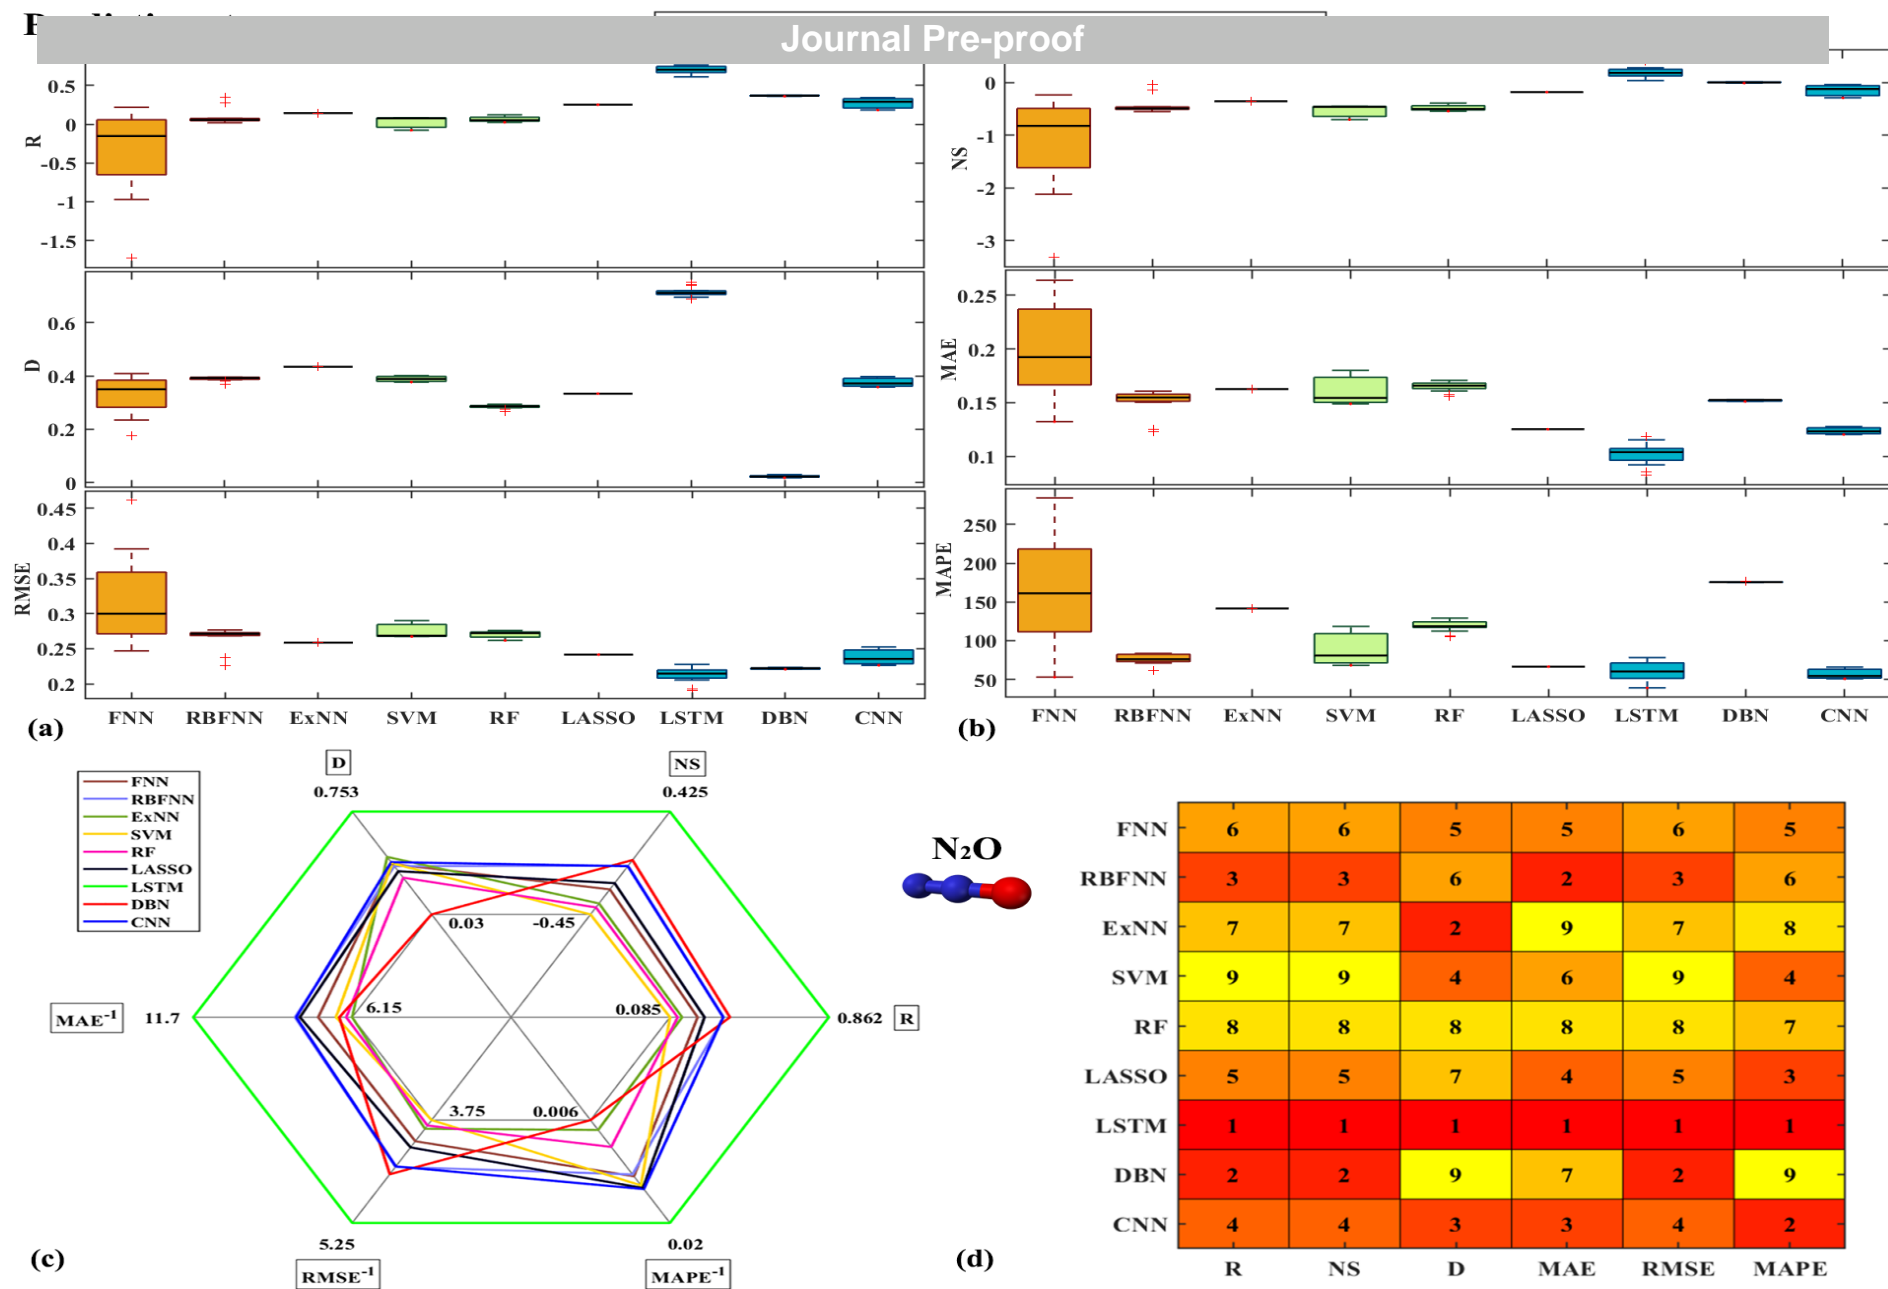 Journal Pre-proof
R
0.5
0
-0.5
-1
-1.5
NS
0
-1
-2
-3
D
0.6
0.4
0.2
0
MAE
0.25
0.2
0.15
0.1
RMSE
0.45
0.4
0.35
0.3
0.25
0.2
MAPE
250
200
150
100
50
(a) FNN RBFNN ExNN SVM RF LASSO LSTM DBN CNN
(b) FNN RBFNN ExNN SVM RF LASSO LSTM DBN CNN
FNN
RBFNN
ExNN
SVM
RF
LASSO
LSTM
DBN
CNN
D
0.753
NS
0.425
0.03
-0.45
MAE⁻¹ 11.7
6.15
0.085
0.862 R
3.75
0.006
5.25
RMSE⁻¹
0.02
MAPE⁻¹
(c)
N₂O
FNN 6 6 5 5 6 5
RBFNN 3 3 6 2 3 6
ExNN 7 7 2 9 7 8
SVM 9 9 4 6 9 4
RF 8 8 8 8 8 7
LASSO 5 5 7 4 5 3
LSTM 1 1 1 1 1 1
DBN 2 2 9 7 2 9
CNN 4 4 3 3 4 2
(d) R NS D MAE RMSE MAPE